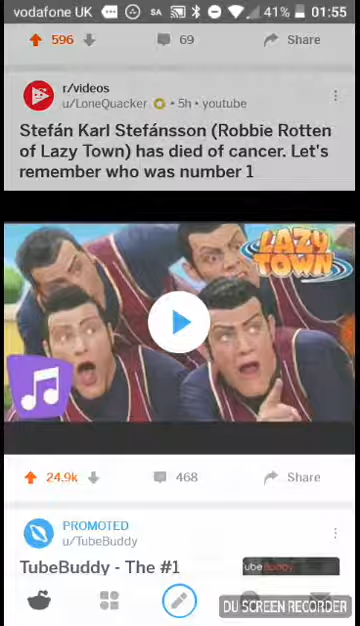 vodafone UK SA 41% 01:55
596 69 Share
r/videos
u/LoneQuacker • 5h • youtube
Stefán Karl Stefánsson (Robbie Rotten
of Lazy Town) has died of cancer. Let's
remember who was number 1
LAZY
TOWN
24.9k 468 Share
PROMOTED
u/TubeBuddy
TubeBuddy - The #1
TubeBuddy
DU SCREEN RECORDER